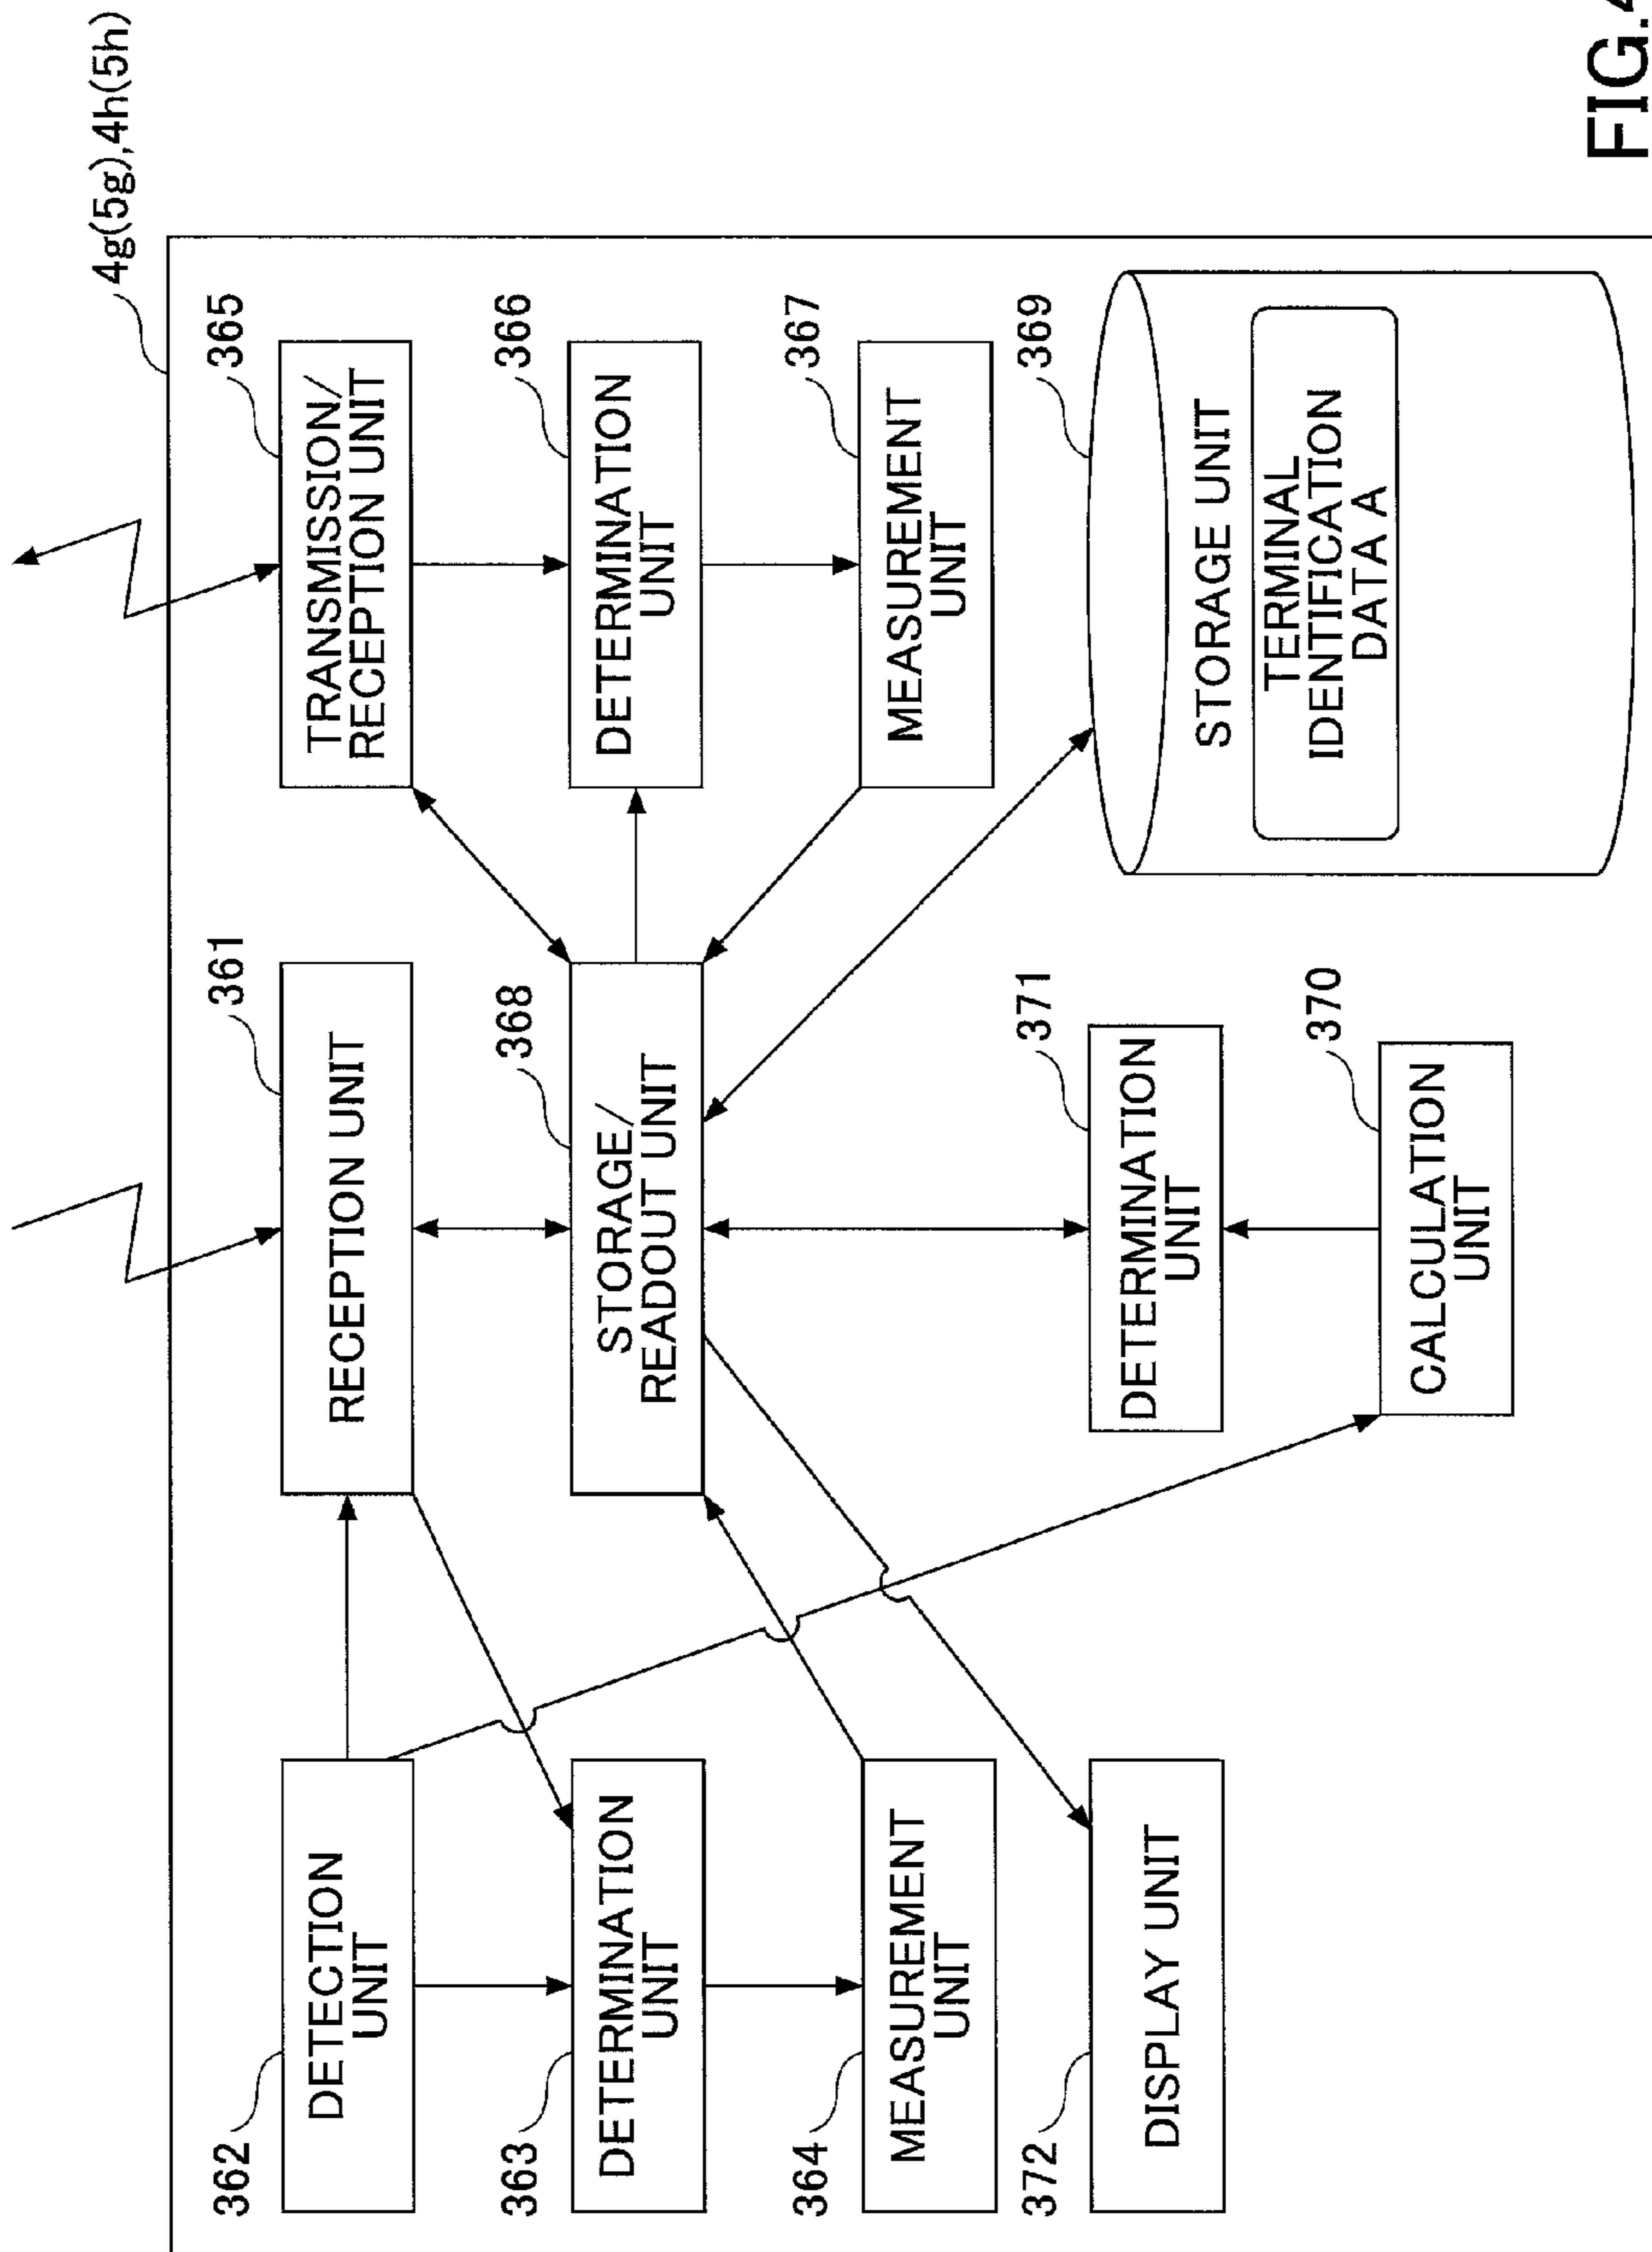 4g(5g),4h(5h)
362
DETECTION
UNIT
361
RECEPTION UNIT
365
TRANSMISSION/
RECEPTION UNIT
363
DETERMINATION
UNIT
368
STORAGE/
READOUT UNIT
366
DETERMINATION
UNIT
364
MEASUREMENT
UNIT
367
MEASUREMENT
UNIT
372
DISPLAY UNIT
371
DETERMINATION
UNIT
369
STORAGE UNIT
TERMINAL
IDENTIFICATION
DATA A
370
CALCULATION
UNIT
FIG.4